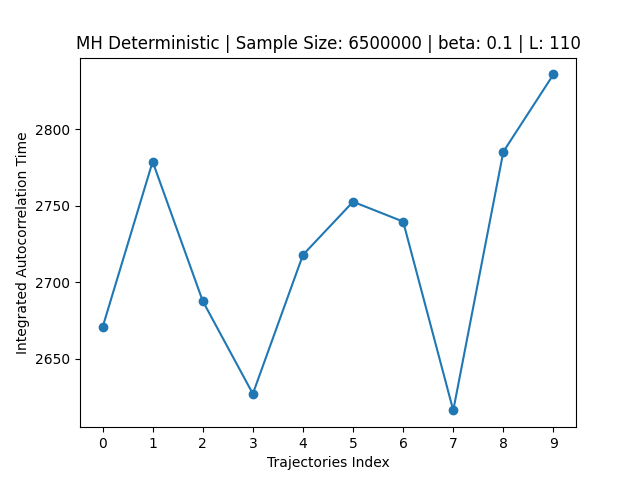 MH Deterministic | Sample Size: 6500000 | beta: 0.1 | L: 110
Integrated Autocorrelation Time
2800
2750
2700
2650
0 1 2 3 4 5 6 7 8 9
Trajectories Index